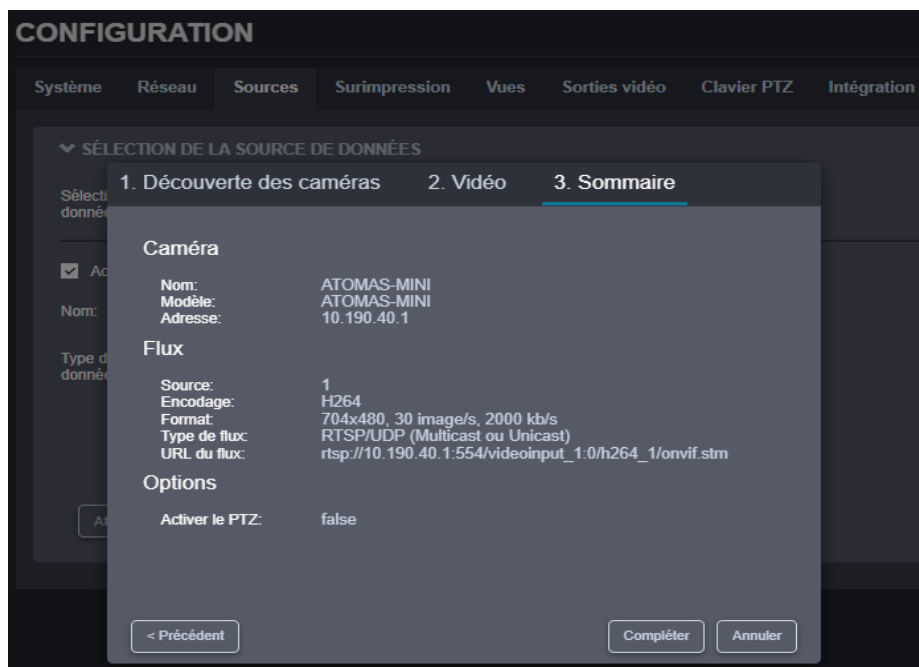 CONFIGURATION
Système Réseau Sources Surimpression Vues Sorties vidéo Clavier PTZ Intégration
SÉLECTION DE LA SOURCE DE DONNÉES
1. Découverte des caméras 2. Vidéo 3. Sommaire
Caméra
Nom:
Nom: ATOMAS-MINI
Modèle: ATOMAS-MINI
Adresse: 10.190.40.1
Flux
Source: 1
Encodage: H264
Format: 704x480, 30 image/s, 2000 kb/s
Type de flux: RTSP/UDP (Multicast ou Unicast)
URL du flux: rtsp://10.190.40.1:554/videoinput_1:0/h264_1/onvif.stm
Options
Activer le PTZ: false
< Précédent Compléter Annuler